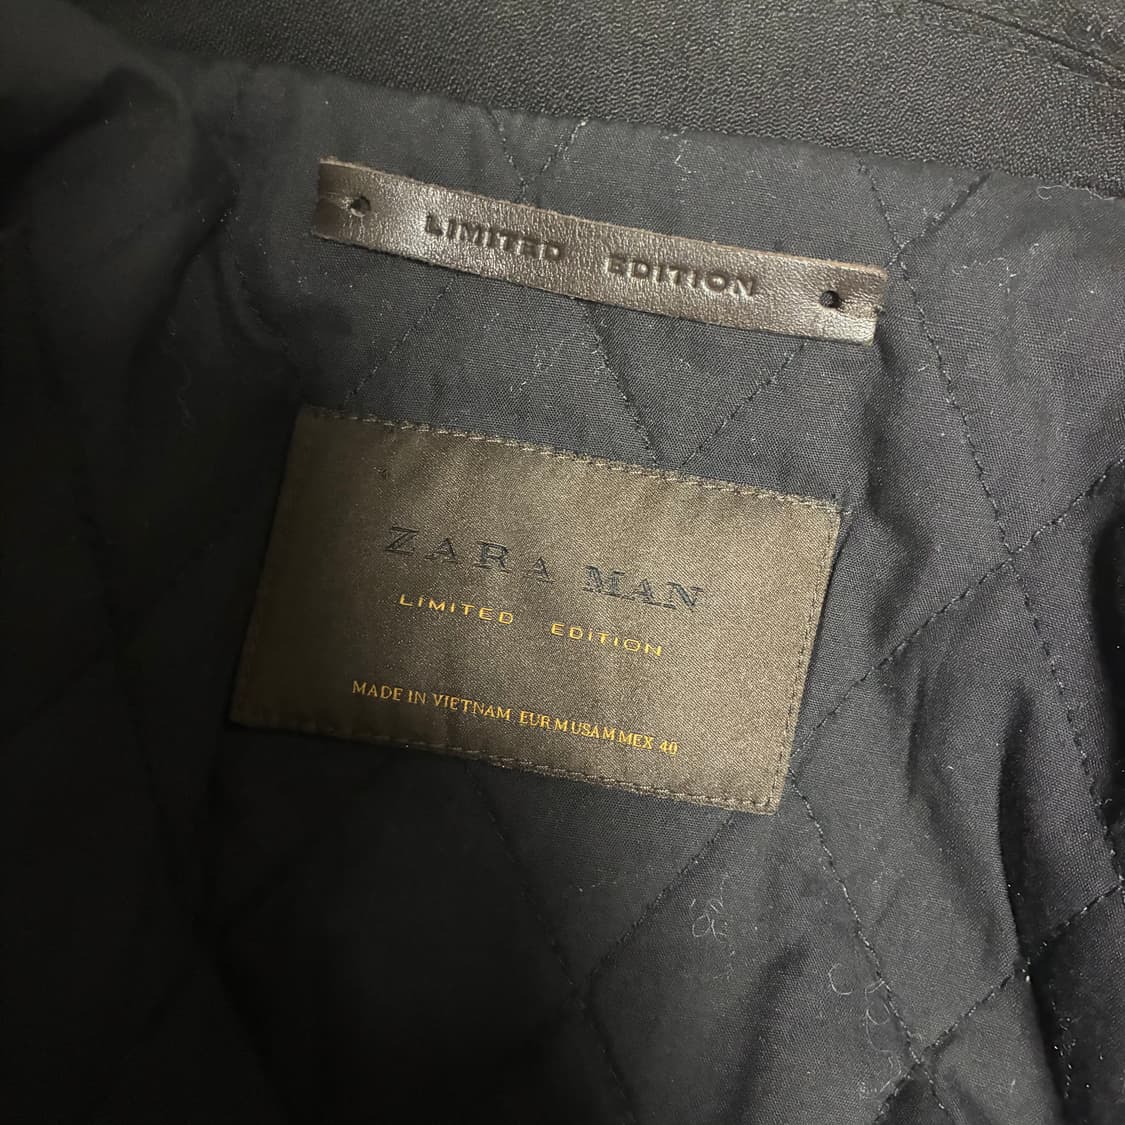 LIMITED EDITION
ZARA MAN
LIMITED EDITION
MADE IN VIETNAM EUR M USA M MEX 40